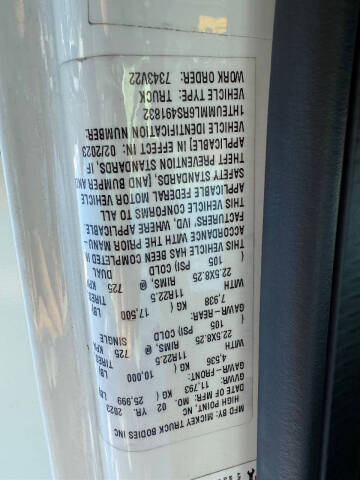 MFG BY: MICKEY TRUCK BODIES INC
HIGH POINT, NC
DATE OF MFR: MO. 02 YR. 2023
GVWR: 11,793 KG ( 25,999 LB)
GAWR-FRONT:
4,536 KG ( 10,000 LB)
WITH 11R22.5 TIRES
22.5X8.25 RIMS, @ 725 KPA
( 105 PSI) COLD SINGLE
GAWR-REAR:
7,938 KG ( 17,500 LB)
WITH 11R22.5 TIRES
22.5X8.25 RIMS, @ 725 KPA
( 105 PSI) COLD DUAL
THIS VEHICLE HAS BEEN COMPLETED IN
ACCORDANCE WITH THE PRIOR MANU-
FACTURERS' IVD, WHERE APPLICABLE.
THIS VEHICLE CONFORMS TO ALL
APPLICABLE FEDERAL MOTOR VEHICLE
SAFETY STANDARDS, [AND BUMPER AND
THEFT PREVENTION STANDARDS, IF
APPLICABLE] IN EFFECT IN 02/2023
VEHICLE IDENTIFICATION NUMBER:
1HTEUMML6RS491832
VEHICLE TYPE: TRUCK
WORK ORDER: 7343V22